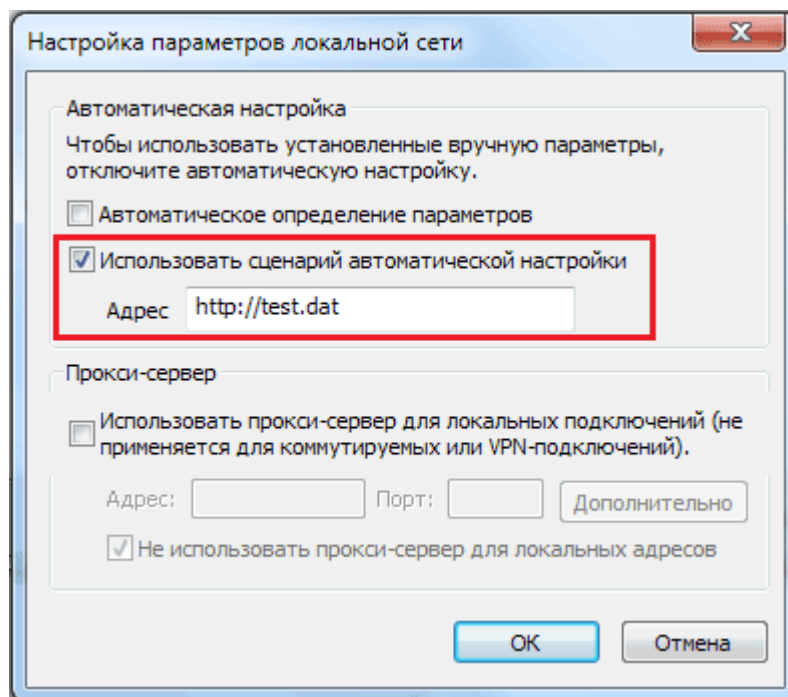 Настройка параметров локальной сети
Автоматическая настройка
Чтобы использовать установленные вручную параметры,
отключите автоматическую настройку.
Автоматическое определение параметров
Использовать сценарий автоматической настройки
Адрес http://test.dat
Прокси-сервер
Использовать прокси-сервер для локальных подключений (не
применяется для коммутируемых или VPN-подключений).
Адрес: Порт: Дополнительно
Не использовать прокси-сервер для локальных адресов
OK Отмена